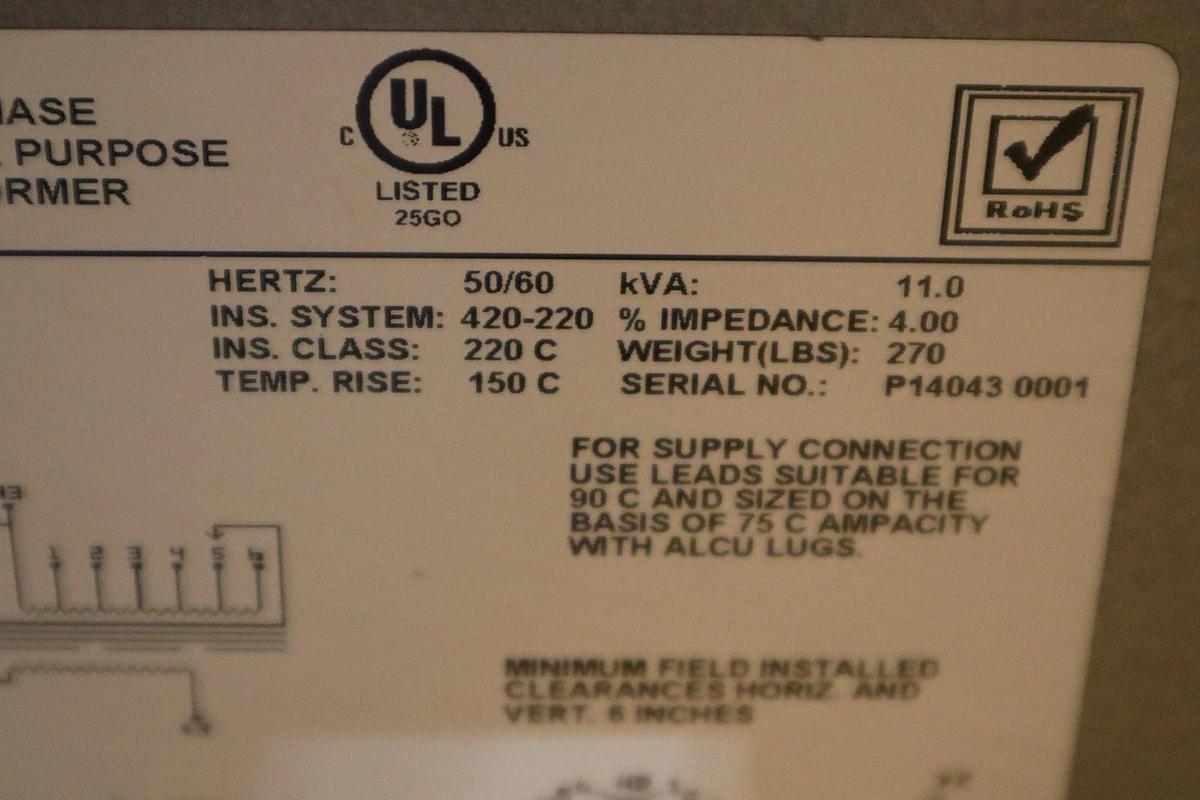 PURPOSE
C UL US
LISTED
25GO
RoHS
HERTZ: 50/60 kVA: 11.0
INS. SYSTEM: 420-220 % IMPEDANCE: 4.00
INS. CLASS: 220 C WEIGHT(LBS): 270
TEMP. RISE: 150 C SERIAL NO.: P14043 0001
FOR SUPPLY CONNECTION
USE LEADS SUITABLE FOR
90 C AND SIZED ON THE
BASIS OF 75 C AMPACITY
WITH ALCU LUGS.
1 2 3 4 5 6
MINIMUM FIELD INSTALLED
CLEARANCES HORIZ. AND
VERT. 6 INCHES